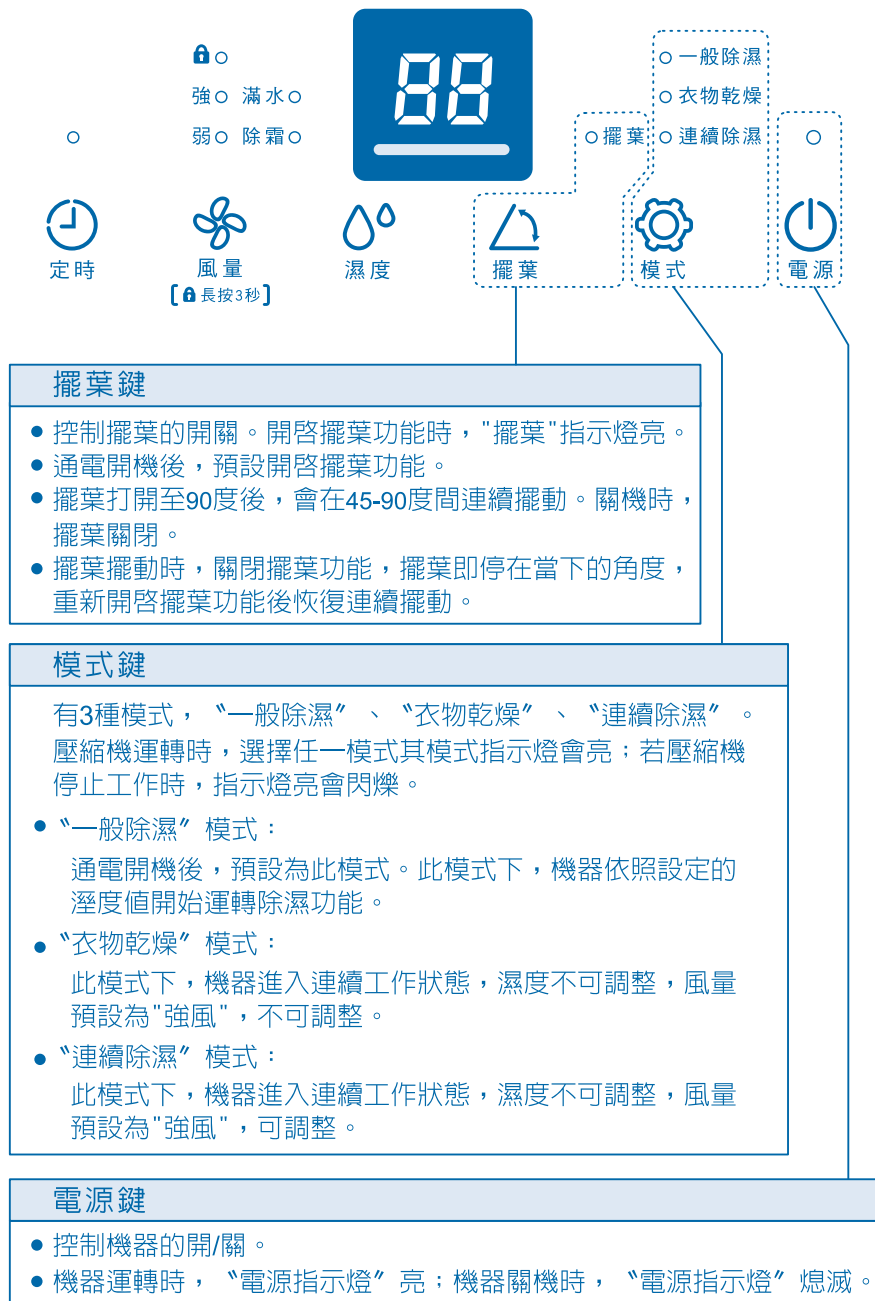 88
一般除濕
強 滿水
衣物乾燥
弱 除霜
擺葉 連續除濕
定時 風量 濕度 擺葉 模式 電源
【長按3秒】
擺葉鍵
● 控制擺葉的開關。開啓擺葉功能時，"擺葉"指示燈亮。
● 通電開機後，預設開啓擺葉功能。
● 擺葉打開至90度後，會在45-90度間連續擺動。關機時，
擺葉關閉。
● 擺葉擺動時，關閉擺葉功能，擺葉即停在當下的角度，
重新開啓擺葉功能後恢復連續擺動。
模式鍵
有3種模式，〝一般除濕〞、〝衣物乾燥〞、〝連續除濕〞。
壓縮機運轉時，選擇任一模式其模式指示燈會亮；若壓縮機
停止工作時，指示燈亮會閃爍。
● 〝一般除濕〞模式：
通電開機後，預設為此模式。此模式下，機器依照設定的
溼度值開始運轉除濕功能。
● 〝衣物乾燥〞模式：
此模式下，機器進入連續工作狀態，濕度不可調整，風量
預設為"強風"，不可調整。
● 〝連續除濕〞模式：
此模式下，機器進入連續工作狀態，濕度不可調整，風量
預設為"強風"，可調整。
電源鍵
● 控制機器的開/關。
● 機器運轉時，〝電源指示燈〞亮；機器關機時，〝電源指示燈〞熄滅。